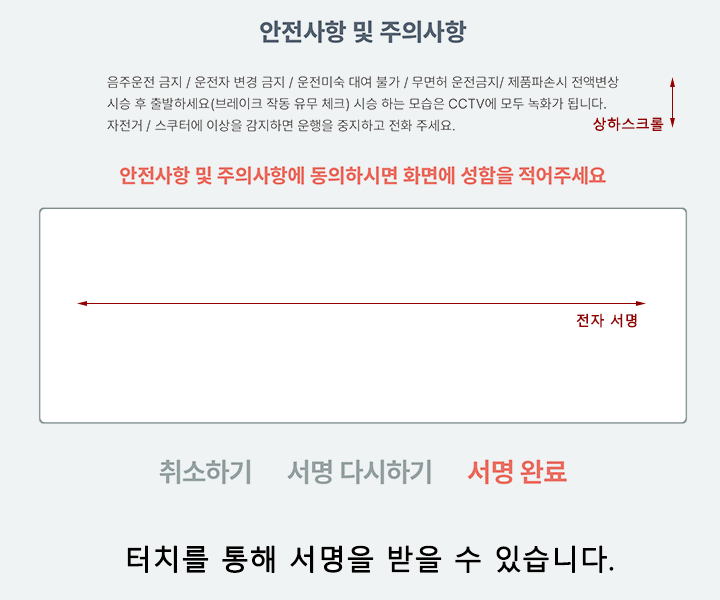 안전사항 및 주의사항
음주운전 금지 / 운전자 변경 금지 / 운전미숙 대여 불가 / 무면허 운전금지/ 제품파손시 전액변상
시승 후 출발하세요(브레이크 작동 유무 체크) 시승 하는 모습은 CCTV에 모두 녹화가 됩니다.
자전거 / 스쿠터에 이상을 감지하면 운행을 중지하고 전화 주세요.
상하스크롤
안전사항 및 주의사항에 동의하시면 화면에 성함을 적어주세요
전자 서명
취소하기 서명 다시하기 서명 완료
터치를 통해 서명을 받을 수 있습니다.